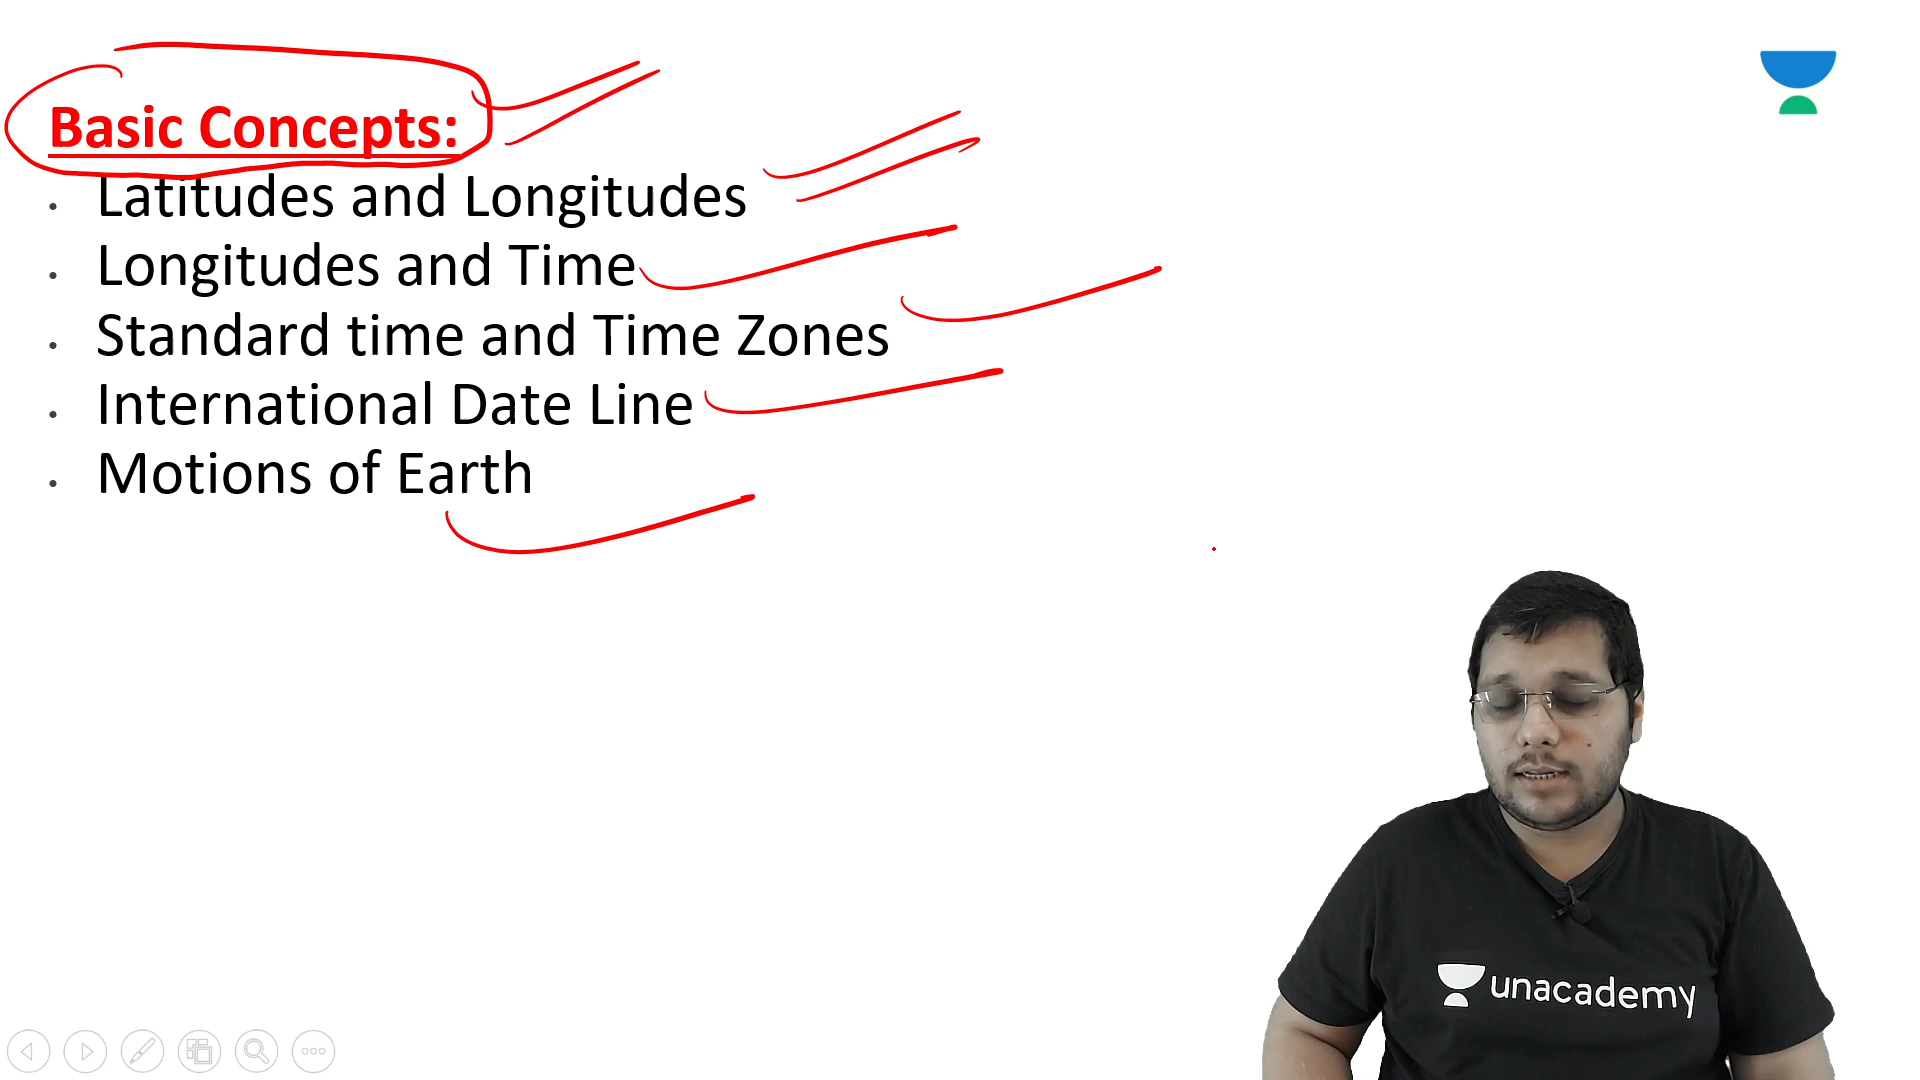 Basic Concepts:
• Latitudes and Longitudes
• Longitudes and Time
• Standard time and Time Zones
• International Date Line
• Motions of Earth
unacademy